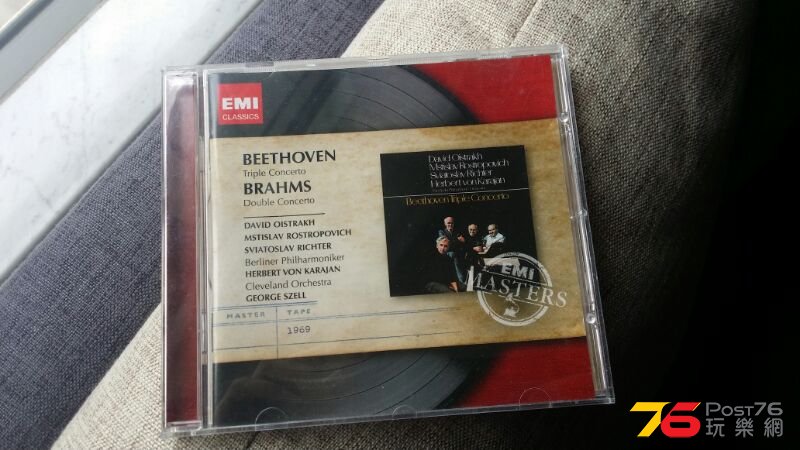 EMI
CLASSICS
BEETHOVEN
Triple Concerto
BRAHMS
Double Concerto
DAVID OISTRAKH
MSTISLAV ROSTROPOVICH
SVIATOSLAV RICHTER
Berliner Philharmoniker
HERBERT VON KARAJAN
Cleveland Orchestra
GEORGE SZELL
MASTER TAPE
1969
David Oistrakh
Mstislav Rostropovich
Sviatoslav Richter
Herbert von Karajan
Beethoven Triple Concerto
EMI
MASTERS
76 Post76
玩樂網